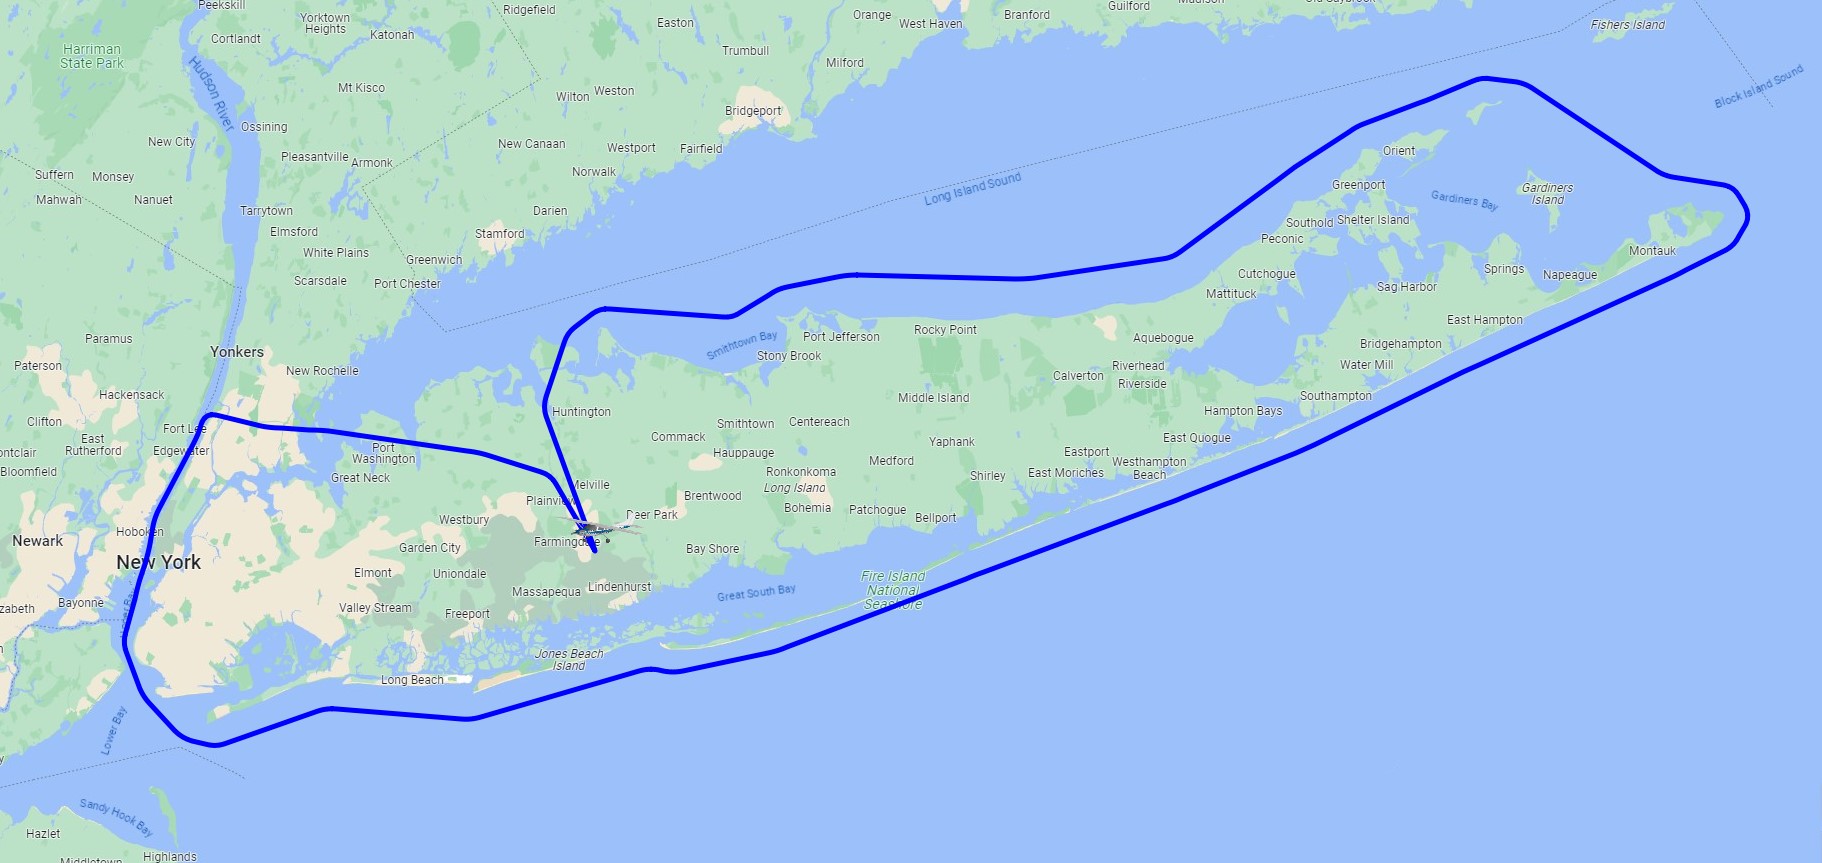 Peekskill
Ridgefield
Orange
Branford
Guilford
Yorktown
Heights
Easton
West Haven
Fishers Island
Cortlandt
Katonah
Trumbull
Harriman
State Park
Milford
Hudson River
Mt Kisco
Wilton
Weston
Block Island Sound
Bridgeport
Ossining
New City
New Canaan
Westport
Fairfield
Orient
Pleasantville
Armonk
Suffern
Monsey
Norwalk
Greenport
Gardiners
Island
Long Island Sound
Mahwah
Nanuet
Gardiners Bay
Tarrytown
Darien
Southold
Shelter Island
Elmsford
Stamford
Peconic
White Plains
Greenwich
Montauk
Scarsdale
Port Chester
Cutchogue
Springs
Napeague
Mattituck
Sag Harbor
East Hampton
Paramus
Smithtown Bay
Port Jefferson
Rocky Point
Aquebogue
Bridgehampton
Yonkers
Stony Brook
Paterson
New Rochelle
Riverhead
Water Mill
Calverton
Riverside
Hackensack
Middle Island
Southampton
Clifton
Fort Lee
Huntington
Smithtown
Centereach
Hampton Bays
East
Rutherford
Edgewater
Port
Washington
Commack
Yaphank
East Quogue
Hauppauge
Eastport
Bloomfield
Great Neck
Ronkonkoma
Medford
Westhampton
Beach
Melville
Long Island
Shirley
East Moriches
Plainview
Brentwood
Bohemia
Patchogue
Bellport
Westbury
Deer Park
Hoboken
Newark
Garden City
Farmingdale
Bay Shore
New York
Elmont
Uniondale
Fire Island
National
Seashore
Massapequa
Lindenhurst
Great South Bay
Bayonne
Valley Stream
Freeport
Jones Beach
Island
Long Beach
Lower Bay
Sandy Hook Bay
Hazlet
Middletown
Highlands